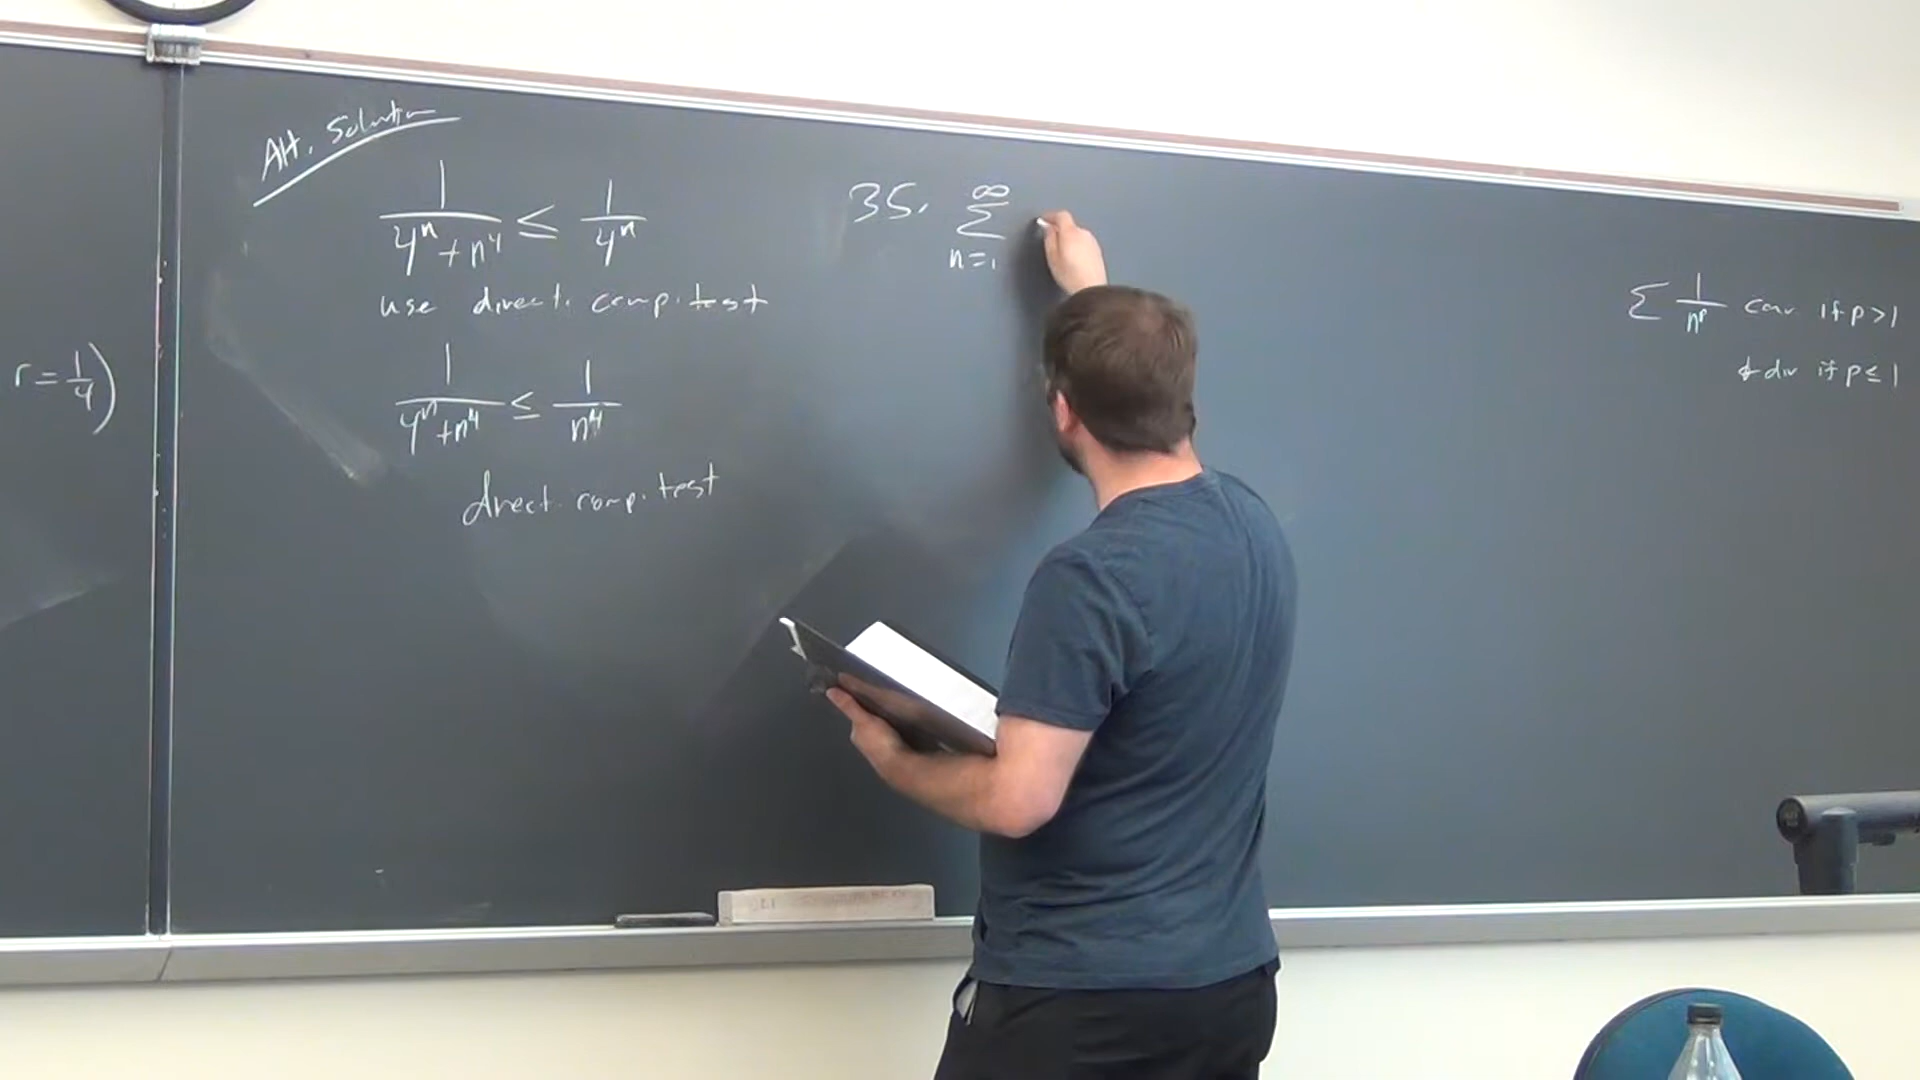 r = 1/4)
Alt. Solution
1/(4^n + n^4) ≤ 1/4^n
use direct. comp. test
1/(4^n + n^4) ≤ 1/n^4
direct. comp. test
35. ∞ Σ n=1
Σ 1/n^p conv if p > 1
& div if p ≤ 1